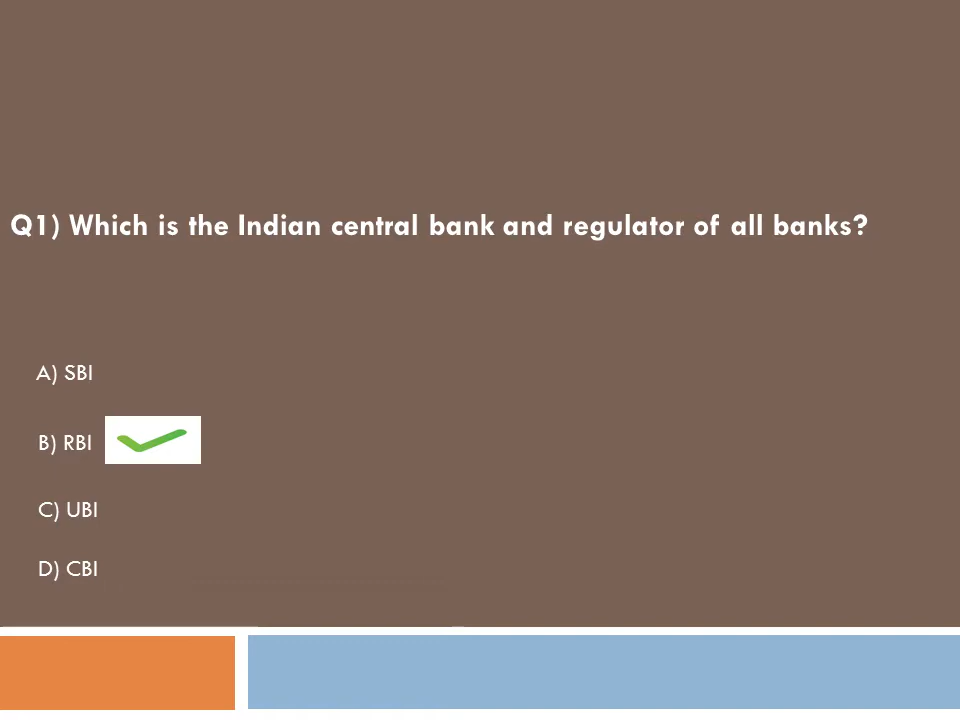 Q1) Which is the Indian central bank and regulator of all banks?
A) SBI
B) RBI
C) UBI
D) CBI